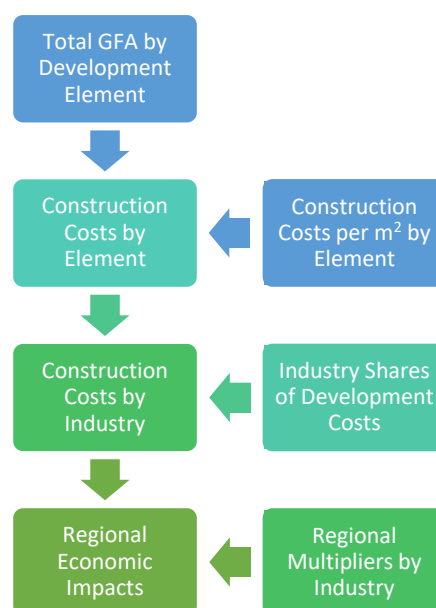 Total GFA by
Development
Element
Construction
Costs by
Element
Construction
Costs per m² by
Element
Construction
Costs by
Industry
Industry Shares
of Development
Costs
Regional
Economic
Impacts
Regional
Multipliers by
Industry